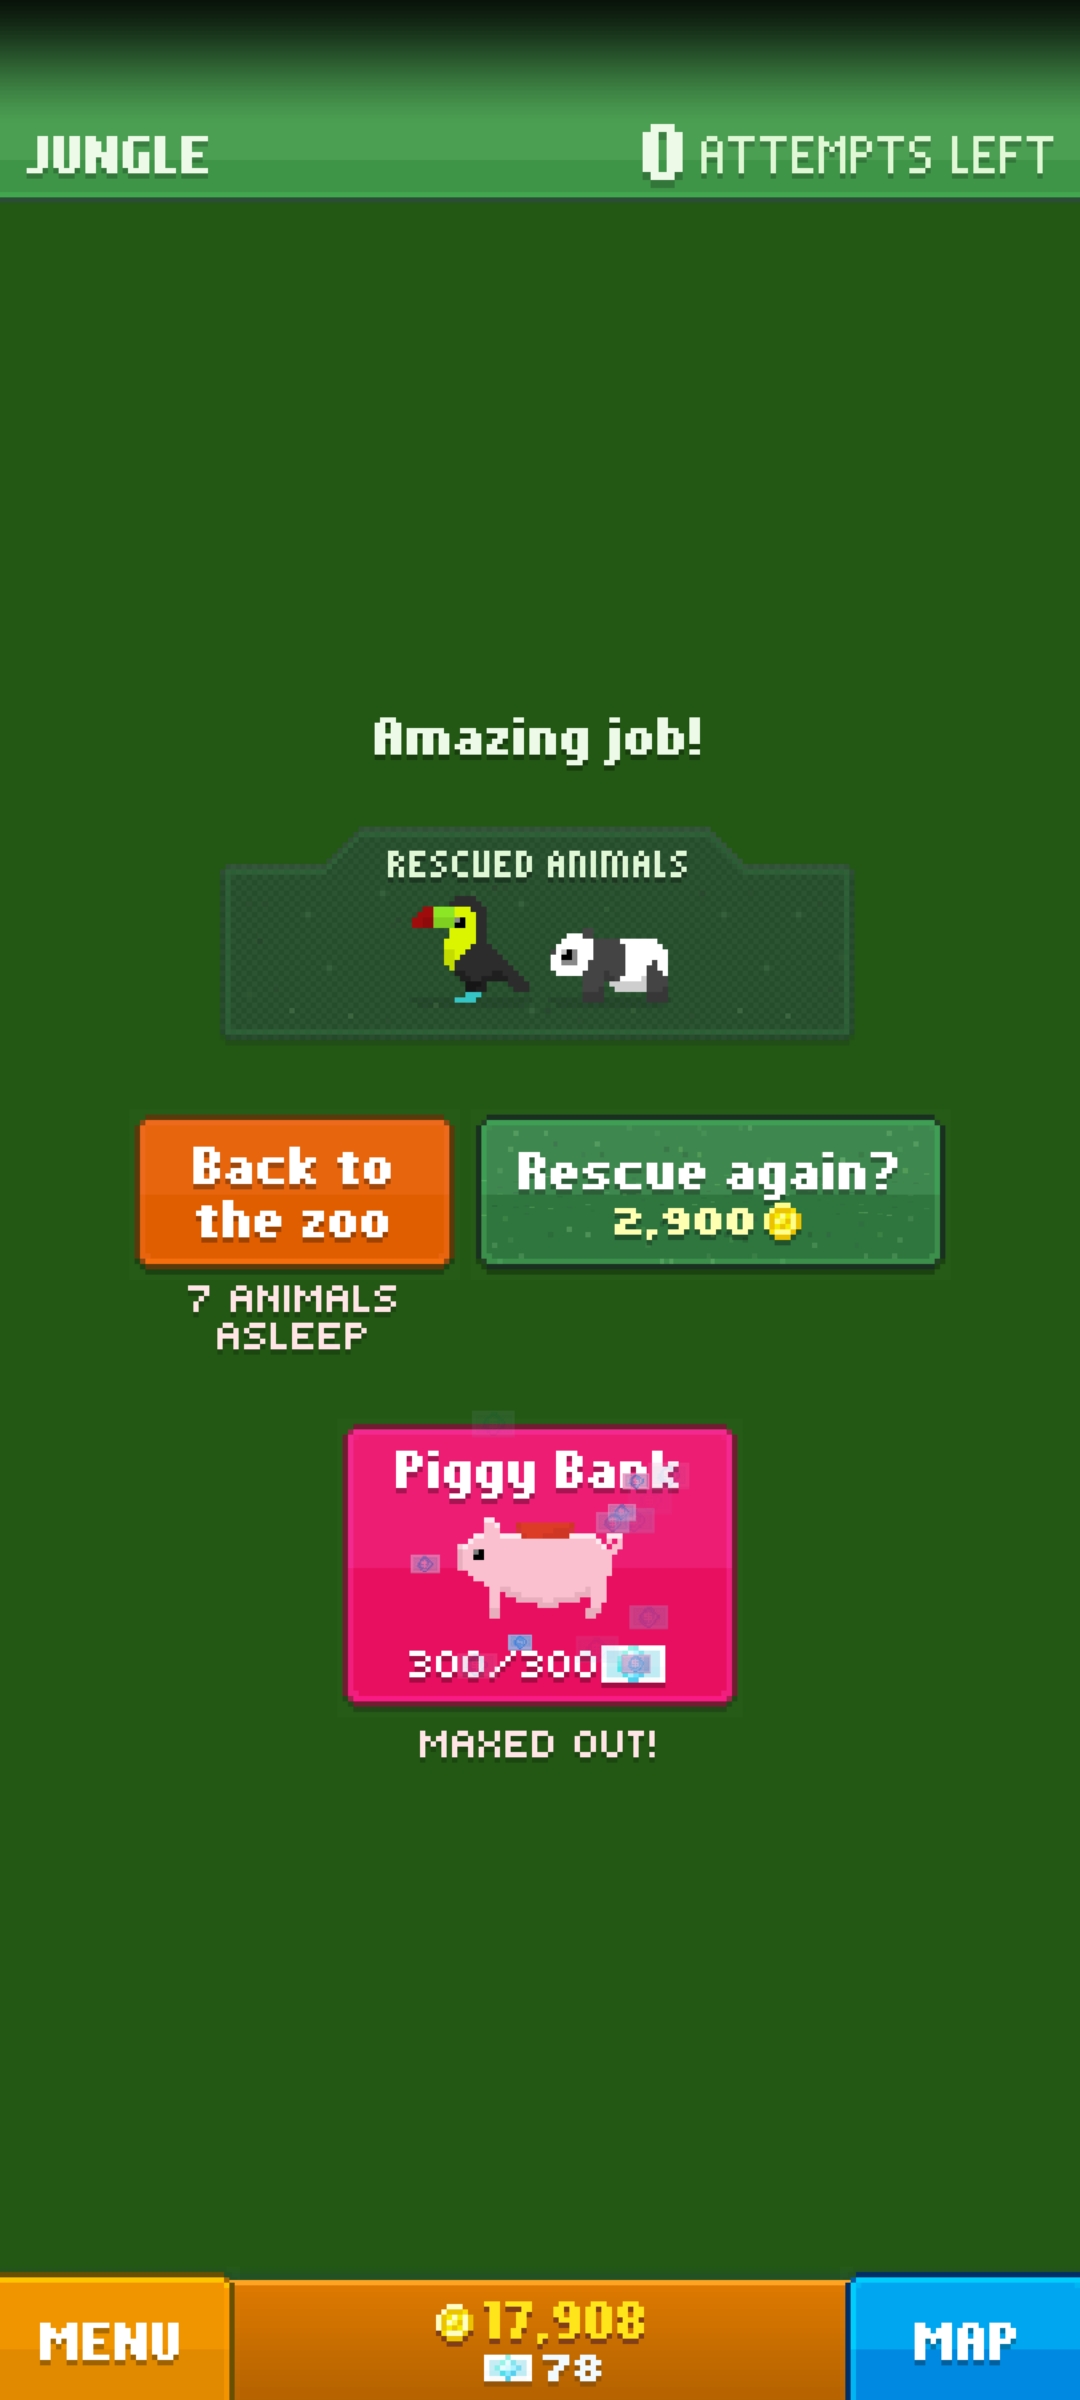 JUNGLE
0 ATTEMPTS LEFT
Amazing job!
RESCUED ANIMALS
Back to
the zoo
Rescue again?
2,900
7 ANIMALS
ASLEEP
Piggy Bank
300/300
MAXED OUT!
MENU
17,908
78
MAP